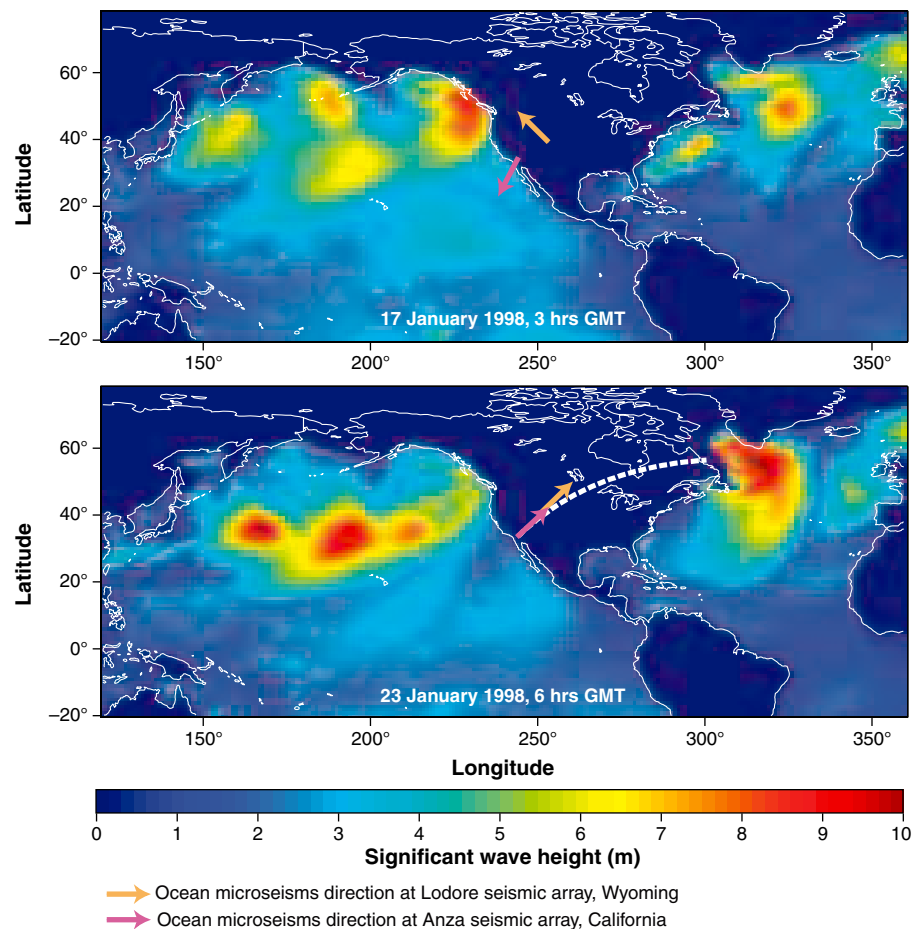 60°
40°
20°
0°
–20°
Latitude
17 January 1998, 3 hrs GMT
150° 200° 250° 300° 350°
60°
40°
20°
0°
–20°
Latitude
23 January 1998, 6 hrs GMT
150° 200° 250° 300° 350°
Longitude
0 1 2 3 4 5 6 7 8 9 10
Significant wave height (m)
Ocean microseisms direction at Lodore seismic array, Wyoming
Ocean microseisms direction at Anza seismic array, California